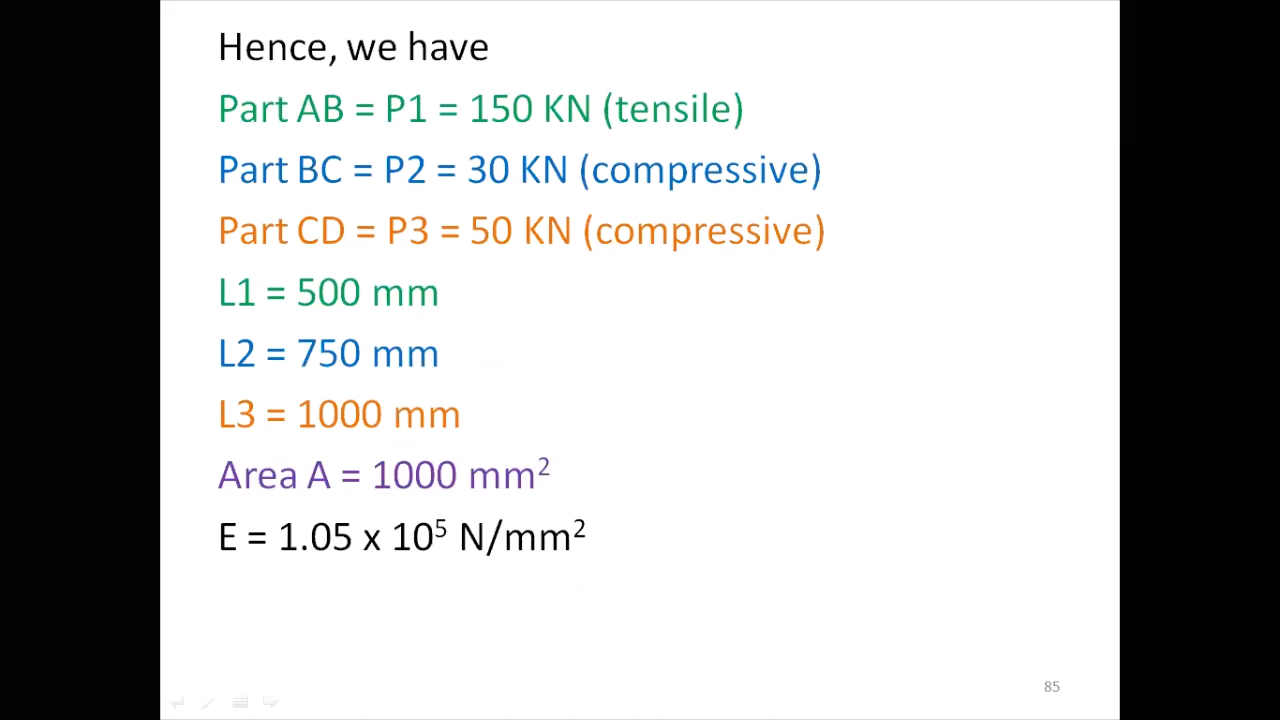 Hence, we have
Part AB = P1 = 150 KN (tensile)
Part BC = P2 = 30 KN (compressive)
Part CD = P3 = 50 KN (compressive)
L1 = 500 mm
L2 = 750 mm
L3 = 1000 mm
Area A = 1000 mm²
E = 1.05 x 10⁵ N/mm²
85